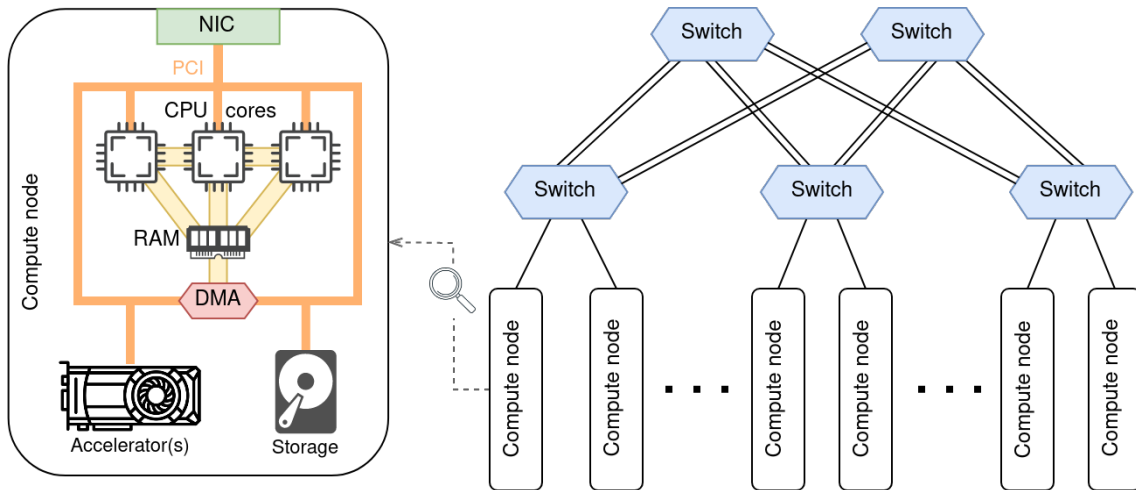 NIC
PCI
CPU cores
RAM
DMA
Accelerator(s)
Storage
Compute node
Switch
Switch
Switch
Switch
Switch
Compute node
Compute node
Compute node
Compute node
Compute node
Compute node